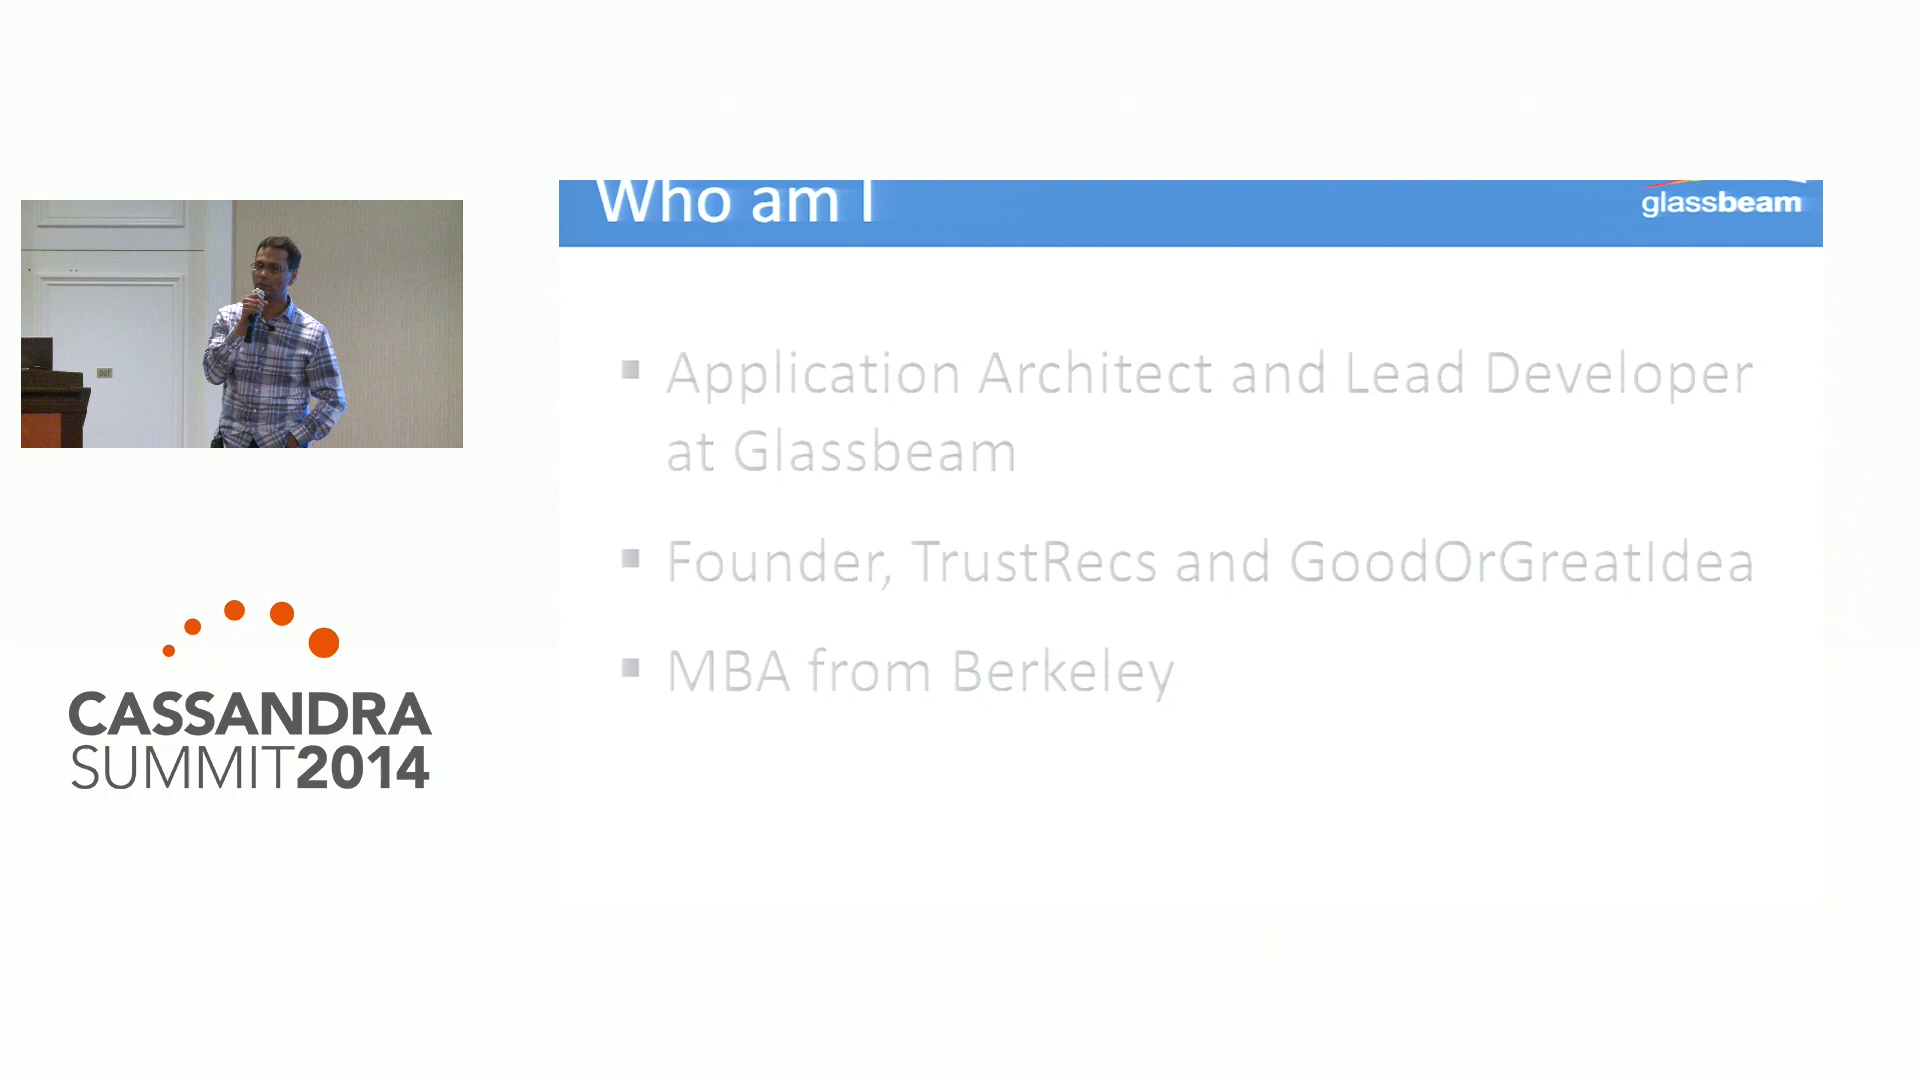 Who am I
glassbeam
▪ Application Architect and Lead Developer
at Glassbeam
▪ Founder, TrustRecs and GoodOrGreatIdea
▪ MBA from Berkeley
OUT
CASSANDRA
SUMMIT2014